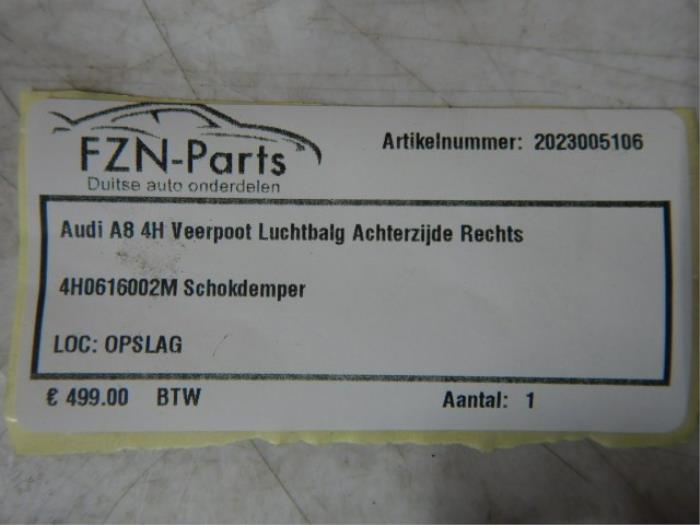 FZN-Parts
Duitse auto onderdelen
Artikelnummer: 2023005106
Audi A8 4H Veerpoot Luchtbalg Achterzijde Rechts
4H0616002M Schokdemper
LOC: OPSLAG
€ 499.00 BTW
Aantal: 1